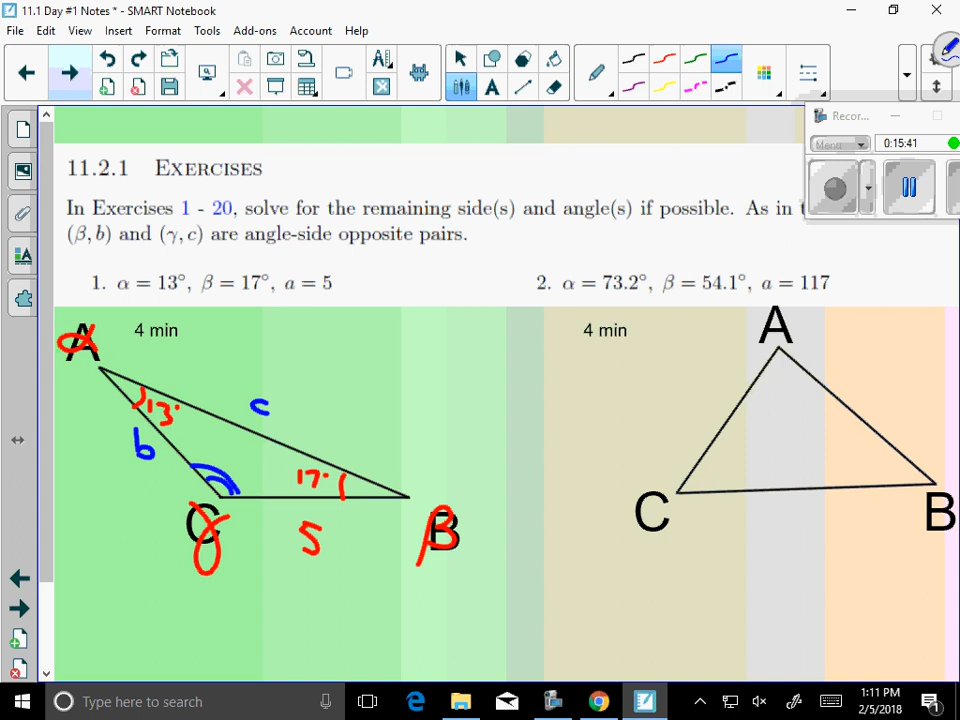 11.1 Day #1 Notes * - SMART Notebook
File Edit View Insert Format Tools Add-ons Account Help
Recor...
Menu
0:15:41
11.2.1 EXERCISES
In Exercises 1 - 20, solve for the remaining side(s) and angle(s) if possible. As in
(β, b) and (γ, c) are angle-side opposite pairs.
1. α = 13°, β = 17°, a = 5
2. α = 73.2°, β = 54.1°, a = 117
4 min
4 min
A
α
A
13°
c
b
17°
C
γ
5
B
β
C
B
Type here to search
1:11 PM
2/5/2018
1